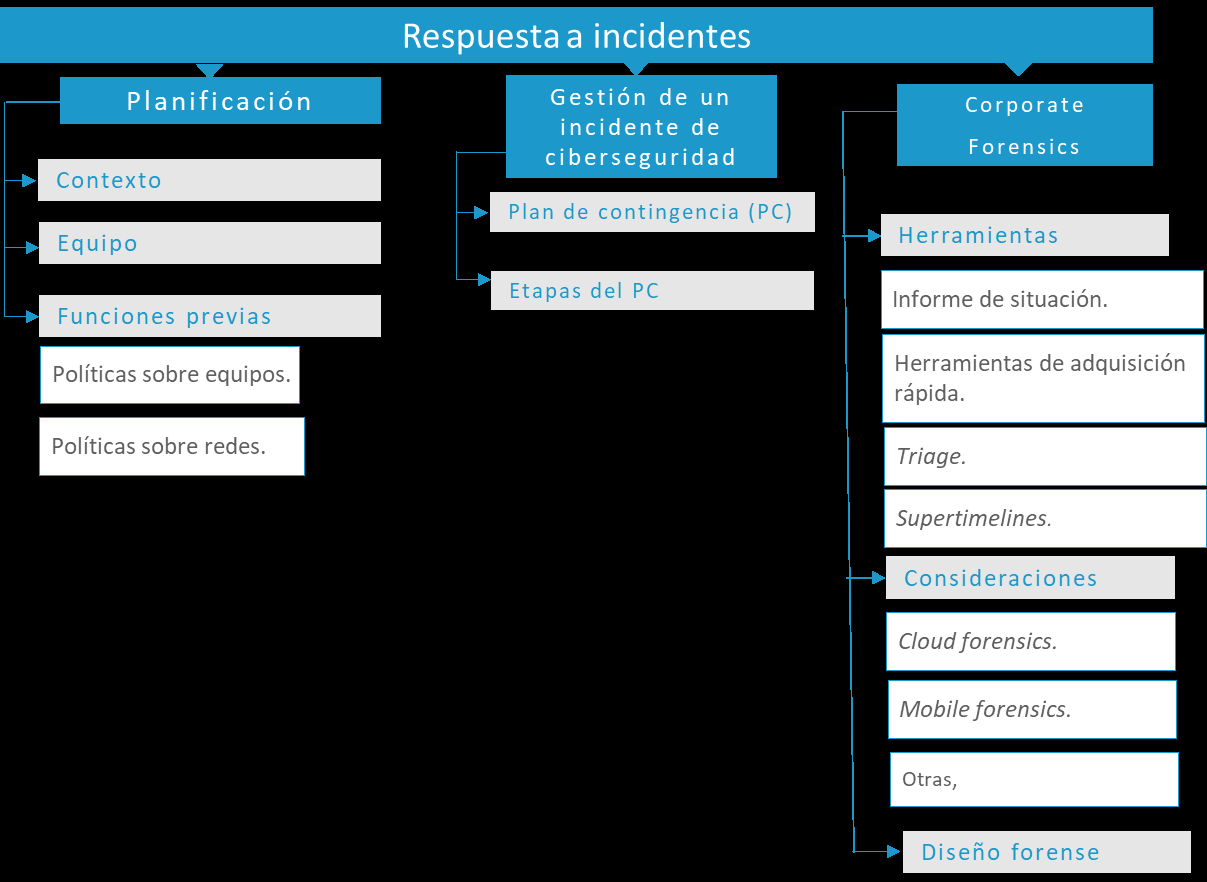 Respuesta a incidentes
Planificación
Contexto
Equipo
Funciones previas
Políticas sobre equipos.
Políticas sobre redes.
Gestión de un
incidente de
ciberseguridad
Plan de contingencia (PC)
Etapas del PC
Corporate
Forensics
Herramientas
Informe de situación.
Herramientas de adquisición
rápida.
Triage.
Supertimelines.
Consideraciones
Cloud forensics.
Mobile forensics.
Otras,
Diseño forense